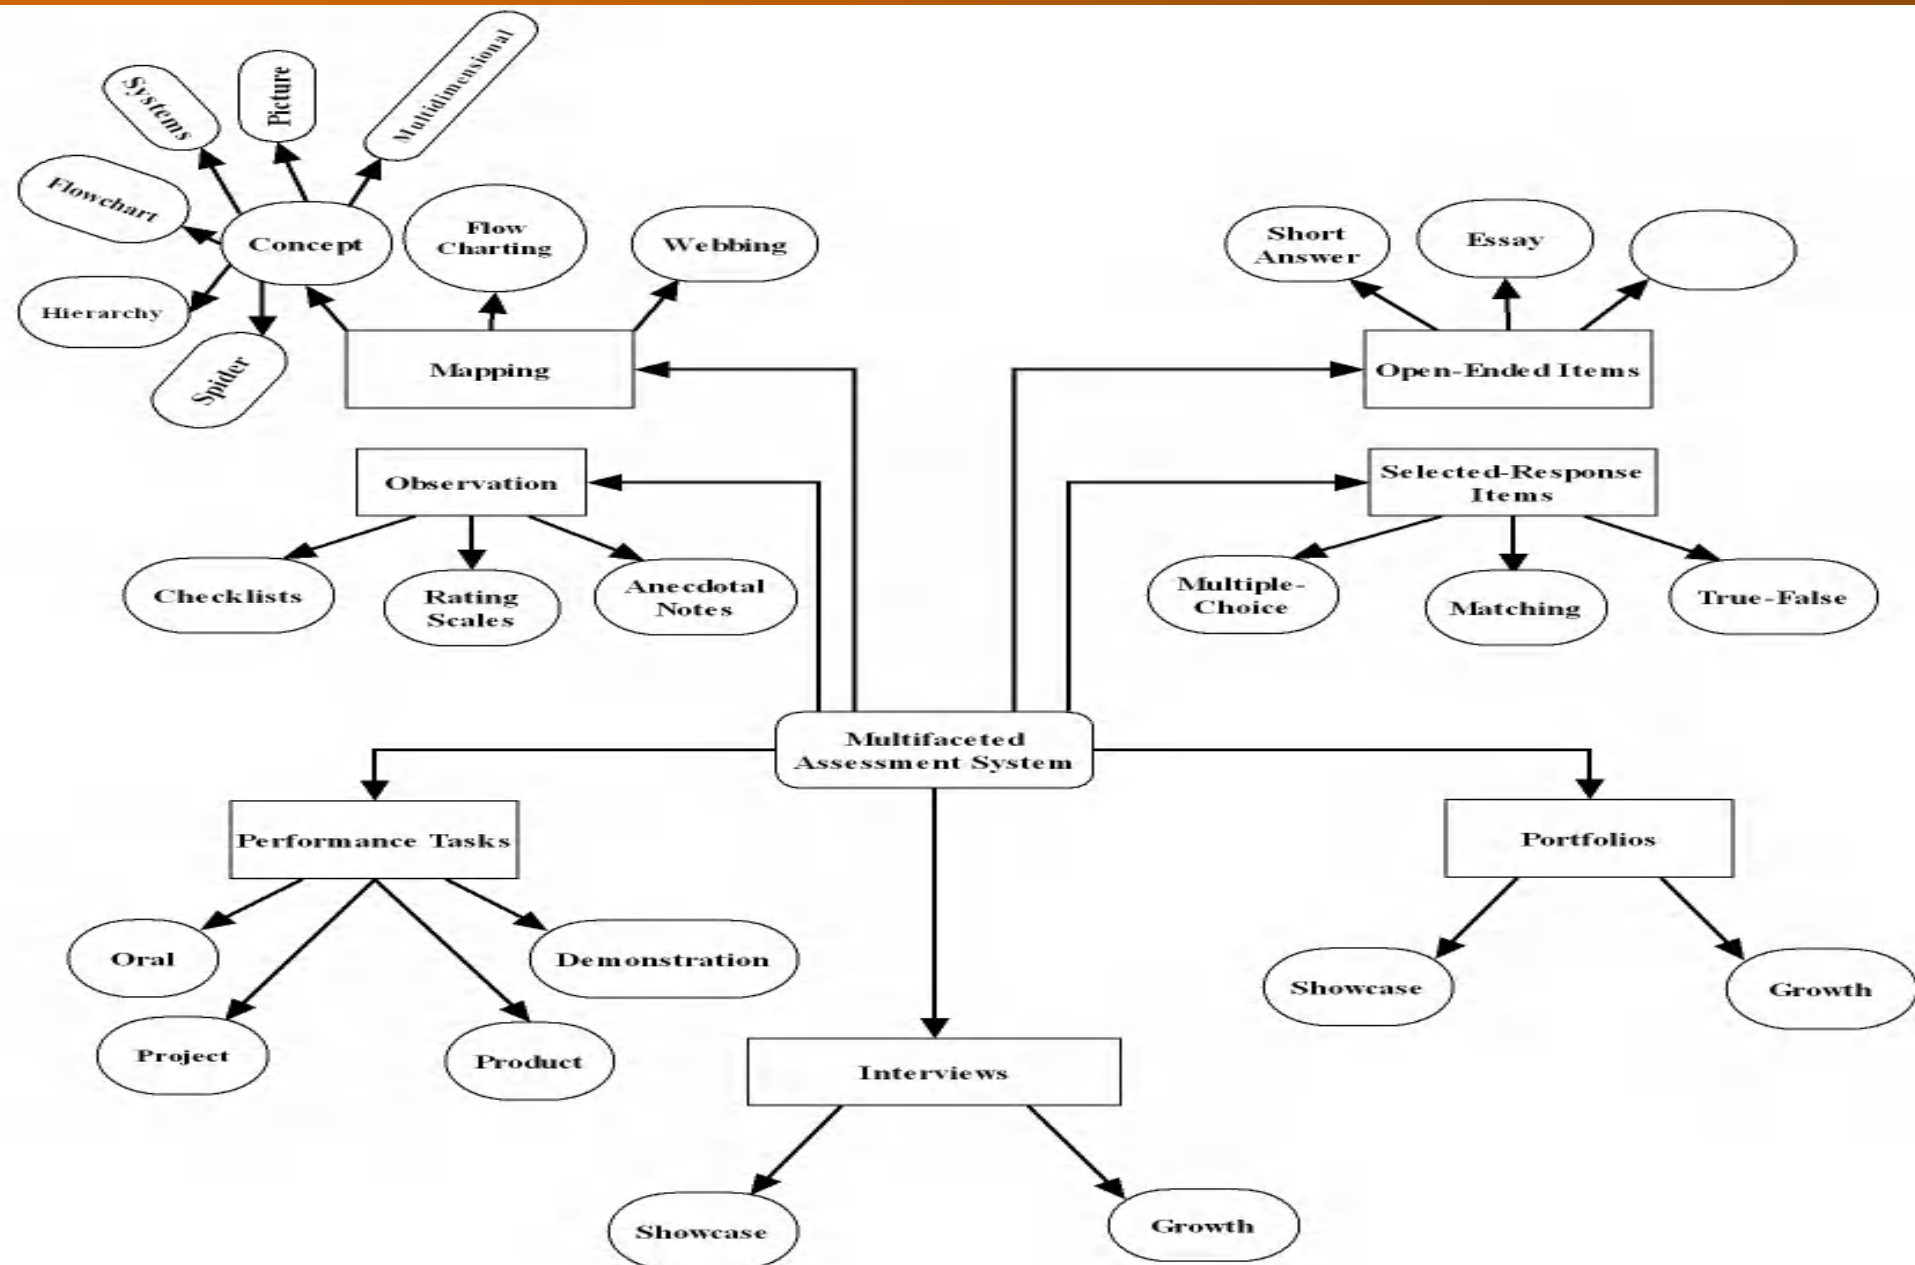 Systems
Picture
Multidimensional
Flowchart
Concept
Flow
Charting
Webbing
Hierarchy
Spider
Mapping
Short
Answer
Essay
Open-Ended Items
Observation
Checklists
Rating
Scales
Anecdotal
Notes
Selected-Response
Items
Multiple-
Choice
Matching
True-False
Multifaceted
Assessment System
Performance Tasks
Oral
Project
Product
Demonstration
Interviews
Showcase
Growth
Portfolios
Showcase
Growth